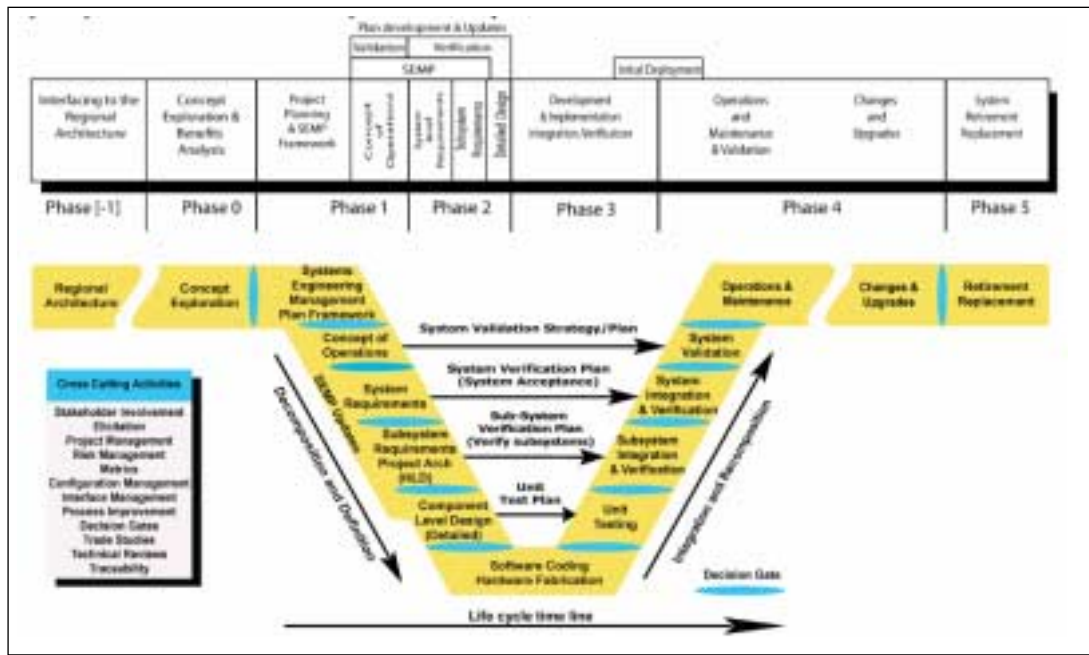 Plan development & Updates
Validation
Verification
SEMP
Initial Deployment
Interfacing to the
Regional
Architecture
Concept
Exploration &
Benefits
Analysis
Project
Planning
& SEMP
Framework
Concept
of
Operations
System
level
Requirements
Subsystem
Requirements
Detailed Design
Development
& Implementation
Integration Verification
Operations
and
Maintenance
& Validation
Changes
and
Upgrades
System
Retirement
Replacement
Phase [-1]
Phase 0
Phase 1
Phase 2
Phase 3
Phase 4
Phase 5
Regional
Architecture
Concept
Exploration
Systems
Engineering
Management
Plan Framework
Concept of
Operations
System
Requirements
Subsystem
Requirements
Project Arch
(HLD)
Component
Level Design
(Detailed)
Software Coding
Hardware Fabrication
Unit
Testing
Subsystem
Integration
& Verification
System
Integration
& Verification
System
Validation
Operations &
Maintenance
Changes &
Upgrades
Retirement
Replacement
System Validation Strategy/Plan
System Verification Plan
(System Acceptance)
Sub-System
Verification Plan
(Verify subsystems)
Unit
Test Plan
SEMP Updates
Decomposition and Definition
Integration and Recomposition
Cross Cutting Activities
Stakeholder Involvement
Elicitation
Project Management
Risk Management
Metrics
Configuration Management
Interface Management
Process Improvement
Decision Gates
Trade Studies
Technical Reviews
Traceability
Decision Gate
Life cycle time line